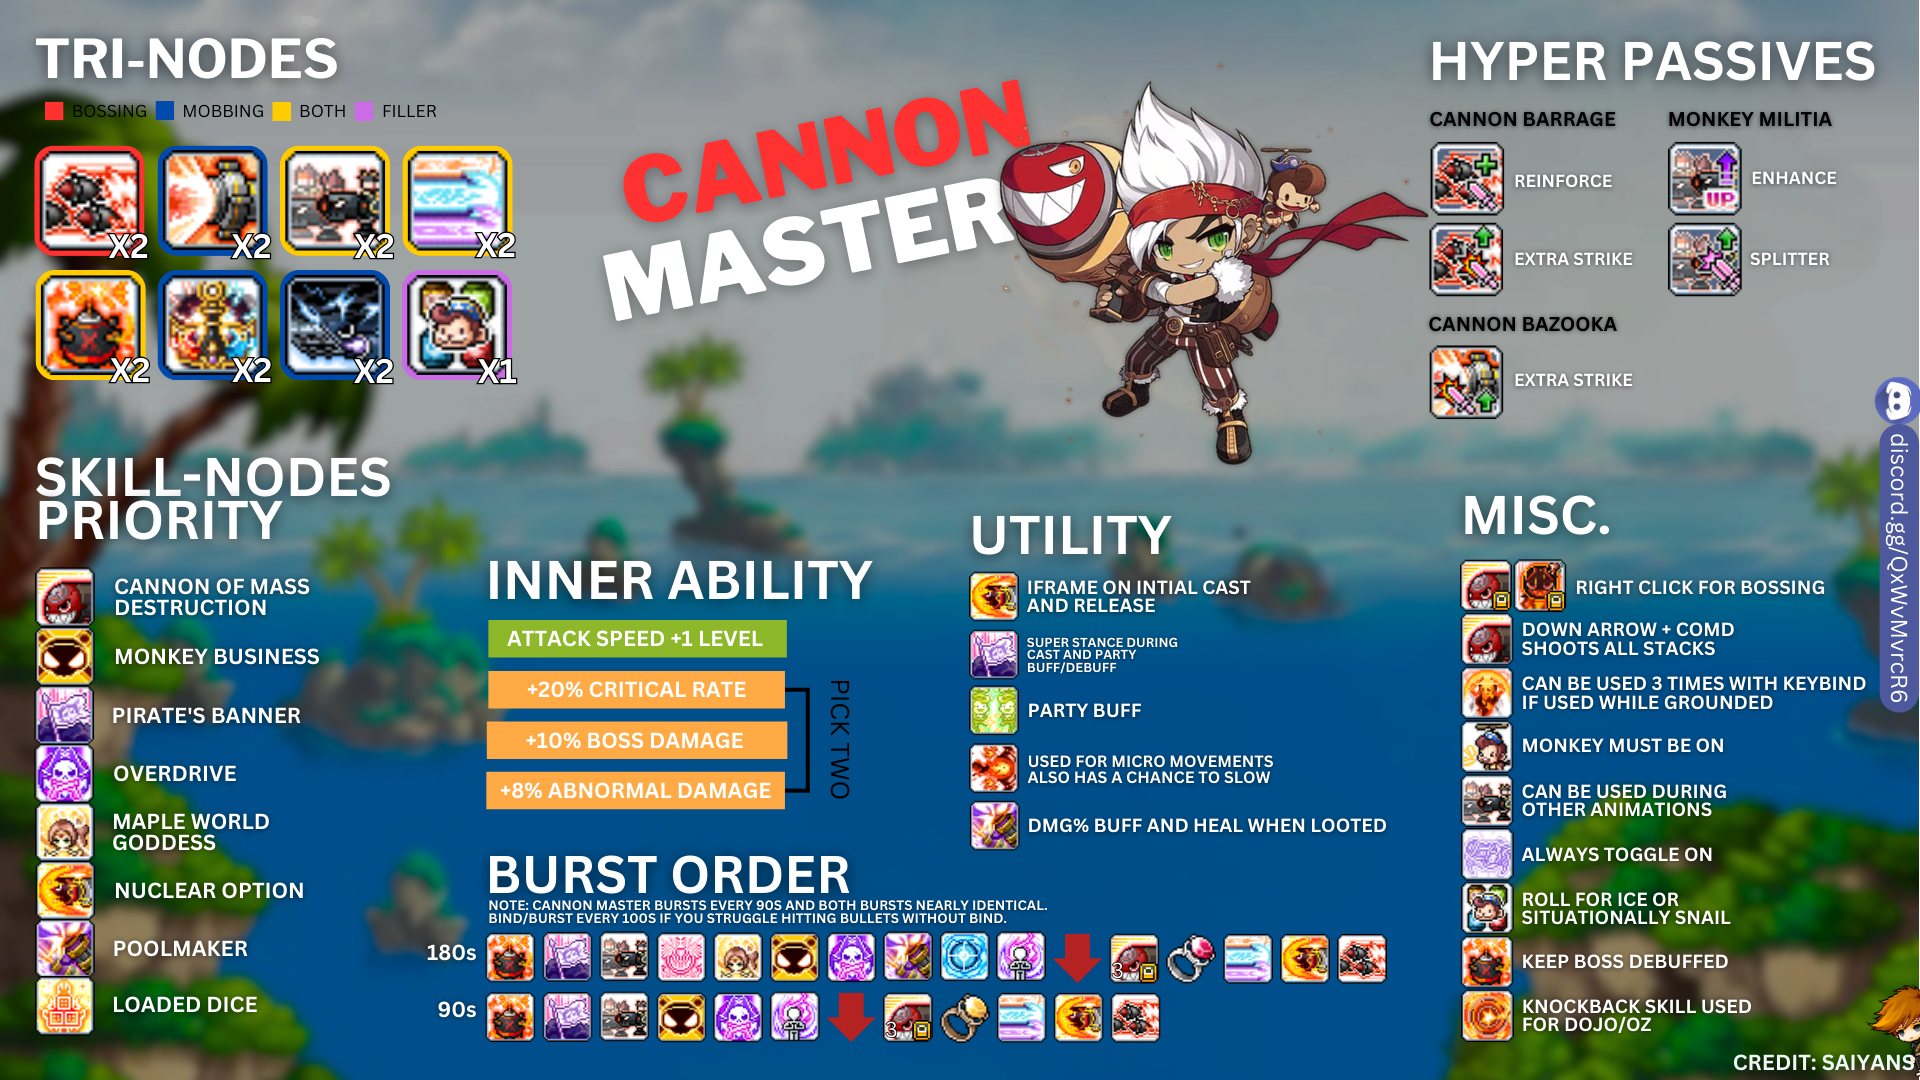 TRI-NODES
BOSSING MOBBING BOTH FILLER
X2 X2 X2 X2
X2 X2 X2 X1
CANNON
MASTER
HYPER PASSIVES
CANNON BARRAGE
REINFORCE
EXTRA STRIKE
MONKEY MILITIA
UP
ENHANCE
SPLITTER
CANNON BAZOOKA
EXTRA STRIKE
discord.gg/QxWvMvrcR6
SKILL-NODES
PRIORITY
CANNON OF MASS
DESTRUCTION
MONKEY BUSINESS
PIRATE'S BANNER
OVERDRIVE
MAPLE WORLD
GODDESS
NUCLEAR OPTION
POOLMAKER
LOADED DICE
INNER ABILITY
ATTACK SPEED +1 LEVEL
+20% CRITICAL RATE
+10% BOSS DAMAGE
+8% ABNORMAL DAMAGE
PICK TWO
UTILITY
IFRAME ON INTIAL CAST
AND RELEASE
SUPER STANCE DURING
CAST AND PARTY
BUFF/DEBUFF
PARTY BUFF
USED FOR MICRO MOVEMENTS
ALSO HAS A CHANCE TO SLOW
DMG% BUFF AND HEAL WHEN LOOTED
BURST ORDER
NOTE: CANNON MASTER BURSTS EVERY 90S AND BOTH BURSTS NEARLY IDENTICAL.
BIND/BURST EVERY 100S IF YOU STRUGGLE HITTING BULLETS WITHOUT BIND.
180s
3
90s
3
MISC.
RIGHT CLICK FOR BOSSING
DOWN ARROW + COMD
SHOOTS ALL STACKS
CAN BE USED 3 TIMES WITH KEYBIND
IF USED WHILE GROUNDED
MONKEY MUST BE ON
CAN BE USED DURING
OTHER ANIMATIONS
ALWAYS TOGGLE ON
ROLL FOR ICE OR
SITUATIONALLY SNAIL
KEEP BOSS DEBUFFED
KNOCKBACK SKILL USED
FOR DOJO/OZ
CREDIT: SAIYANS